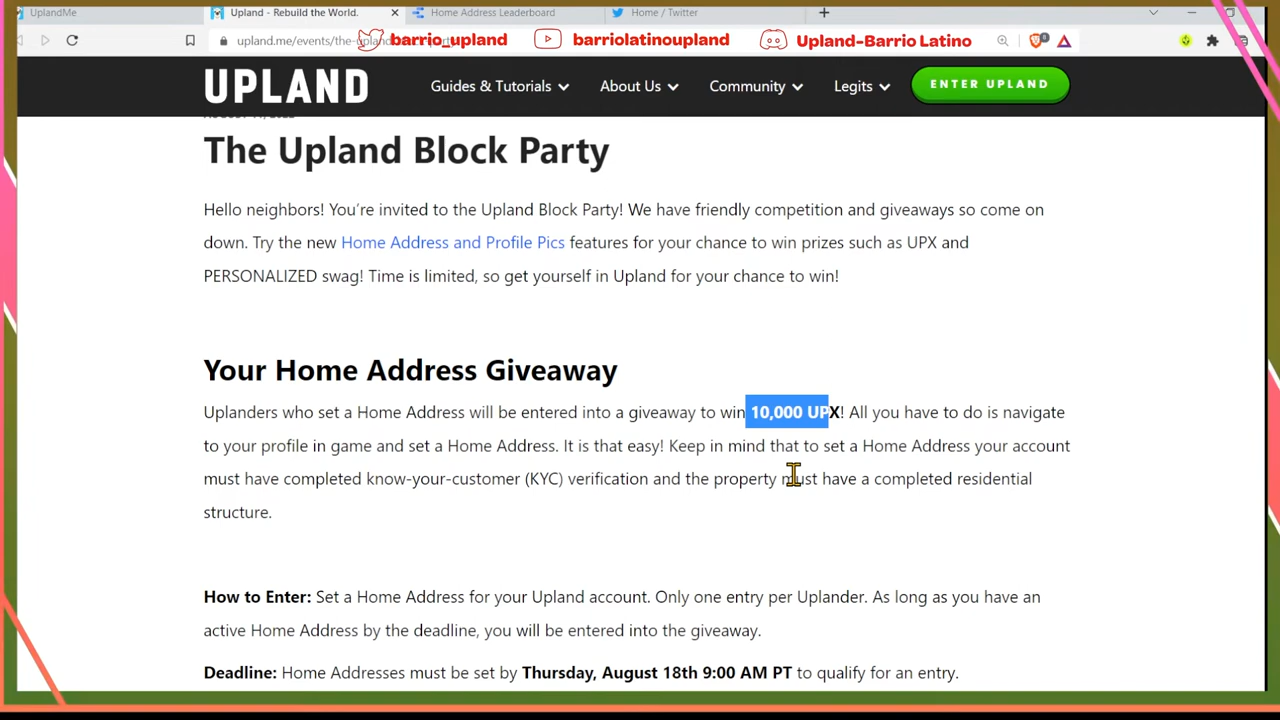 UplandMe
Upland - Rebuild the World.
Home Address Leaderboard
Home / Twitter
upland.me/events/the-upland
barrio_upland
barriolatinoupland
Upland-Barrio Latino
UPLAND
Guides & Tutorials
About Us
Community
Legits
ENTER UPLAND
The Upland Block Party
Hello neighbors! You're invited to the Upland Block Party! We have friendly competition and giveaways so come on
down. Try the new Home Address and Profile Pics features for your chance to win prizes such as UPX and
PERSONALIZED swag! Time is limited, so get yourself in Upland for your chance to win!
Your Home Address Giveaway
Uplanders who set a Home Address will be entered into a giveaway to win 10,000 UPX! All you have to do is navigate
to your profile in game and set a Home Address. It is that easy! Keep in mind that to set a Home Address your account
must have completed know-your-customer (KYC) verification and the property must have a completed residential
structure.
How to Enter: Set a Home Address for your Upland account. Only one entry per Uplander. As long as you have an
active Home Address by the deadline, you will be entered into the giveaway.
Deadline: Home Addresses must be set by Thursday, August 18th 9:00 AM PT to qualify for an entry.